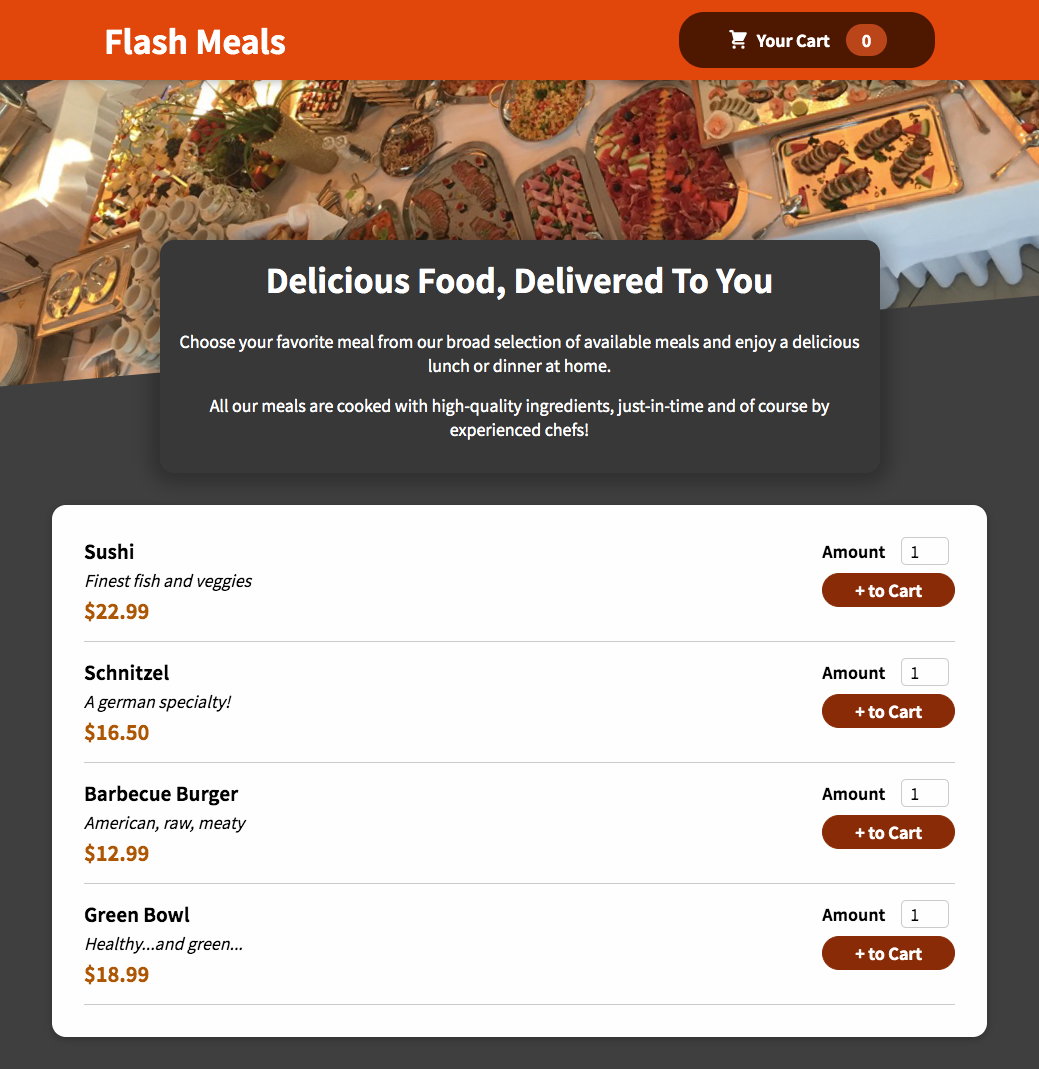 Flash Meals
Your Cart 0
Delicious Food, Delivered To You
Choose your favorite meal from our broad selection of available meals and enjoy a delicious
lunch or dinner at home.
All our meals are cooked with high-quality ingredients, just-in-time and of course by
experienced chefs!
Sushi
Finest fish and veggies
$22.99
Amount 1
+ to Cart
Schnitzel
A german specialty!
$16.50
Amount 1
+ to Cart
Barbecue Burger
American, raw, meaty
$12.99
Amount 1
+ to Cart
Green Bowl
Healthy...and green...
$18.99
Amount 1
+ to Cart